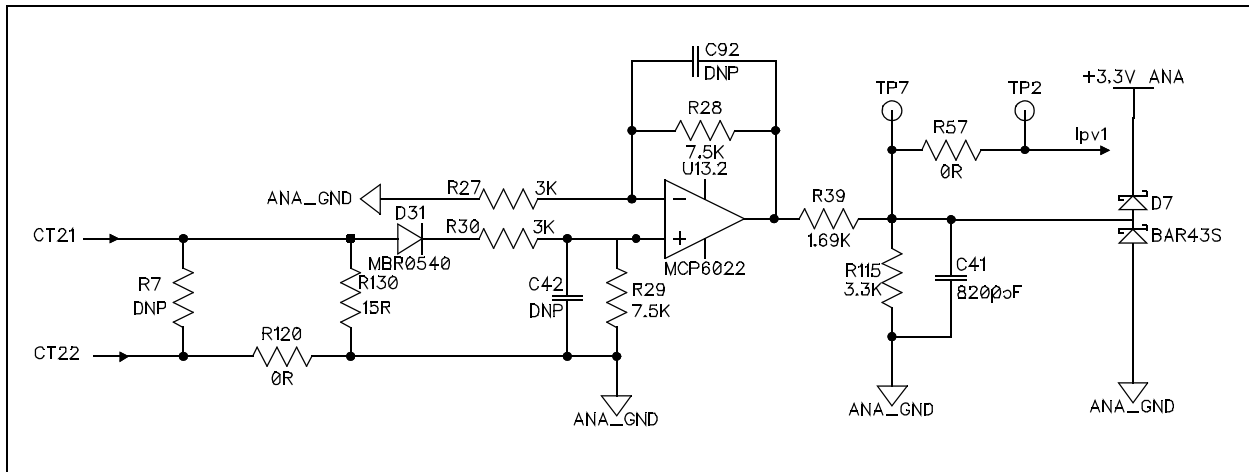 C92
DNP
R28
7.5K
U13.2
+3.3V_ANA
TP7
TP2
R57
0R
Ipv1
ANA_GND
R27
3K
D31
MBR0540
R30
3K
MCP6022
R39
1.69K
D7
BAR43S
CT21
R7
DNP
R130
15R
C42
DNP
R29
7.5K
R115
3.3K
C41
8200pF
CT22
R120
0R
ANA_GND
ANA_GND
ANA_GND